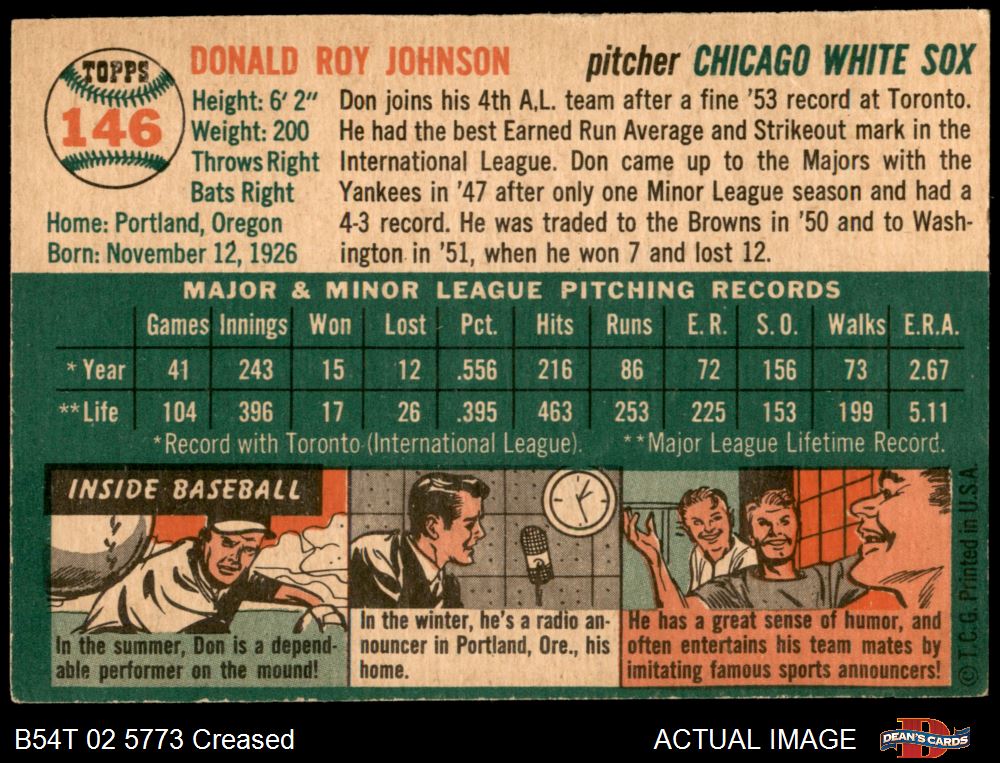 TOPPS
146
DONALD ROY JOHNSON
pitcher CHICAGO WHITE SOX
Height: 6' 2"
Weight: 200
Throws Right
Bats Right
Home: Portland, Oregon
Born: November 12, 1926
Don joins his 4th A.L. team after a fine '53 record at Toronto.
He had the best Earned Run Average and Strikeout mark in the
International League. Don came up to the Majors with the
Yankees in '47 after only one Minor League season and had a
4-3 record. He was traded to the Browns in '50 and to Wash-
ington in '51, when he won 7 and lost 12.
MAJOR & MINOR LEAGUE PITCHING RECORDS
Games Innings Won Lost Pct. Hits Runs E.R. S.O. Walks E.R.A.
*Year 41 243 15 12 .556 216 86 72 156 73 2.67
**Life 104 396 17 26 .395 463 253 225 153 199 5.11
*Record with Toronto (International League). **Major League Lifetime Record.
INSIDE BASEBALL
In the summer, Don is a depend-
able performer on the mound!
In the winter, he's a radio an-
nouncer in Portland, Ore., his
home.
He has a great sense of humor, and
often entertains his team mates by
imitating famous sports announcers!
© T.C.G. Printed in U.S.A.
B54T 02 5773 Creased
ACTUAL IMAGE
D
DEAN'S CARDS